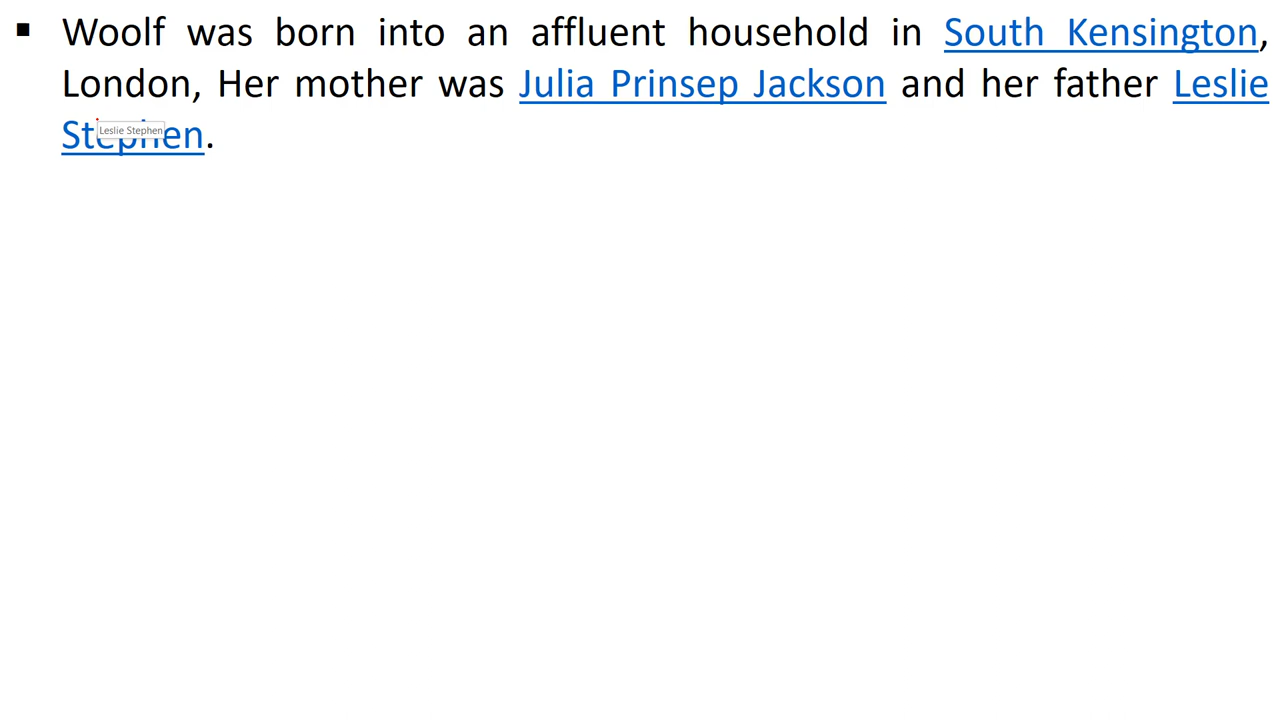 ▪ Woolf was born into an affluent household in South Kensington,
London, Her mother was Julia Prinsep Jackson and her father Leslie
Stephen.
Leslie Stephen